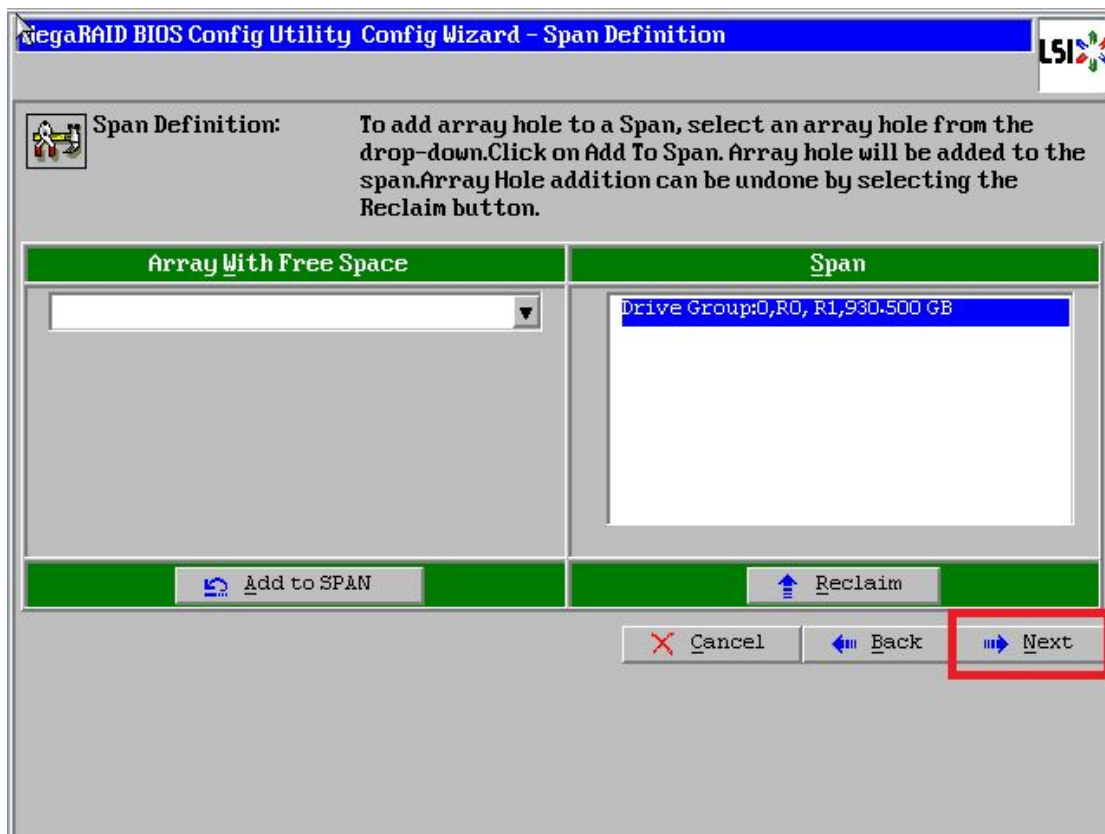 MegaRAID BIOS Config Utility Config Wizard - Span Definition
LSI
Span Definition:
To add array hole to a Span, select an array hole from the
drop-down.Click on Add To Span. Array hole will be added to the
span.Array Hole addition can be undone by selecting the
Reclaim button.
Array With Free Space
Span
Drive Group:0,R0, R1,930.500 GB
Add to SPAN
Reclaim
Cancel
Back
Next